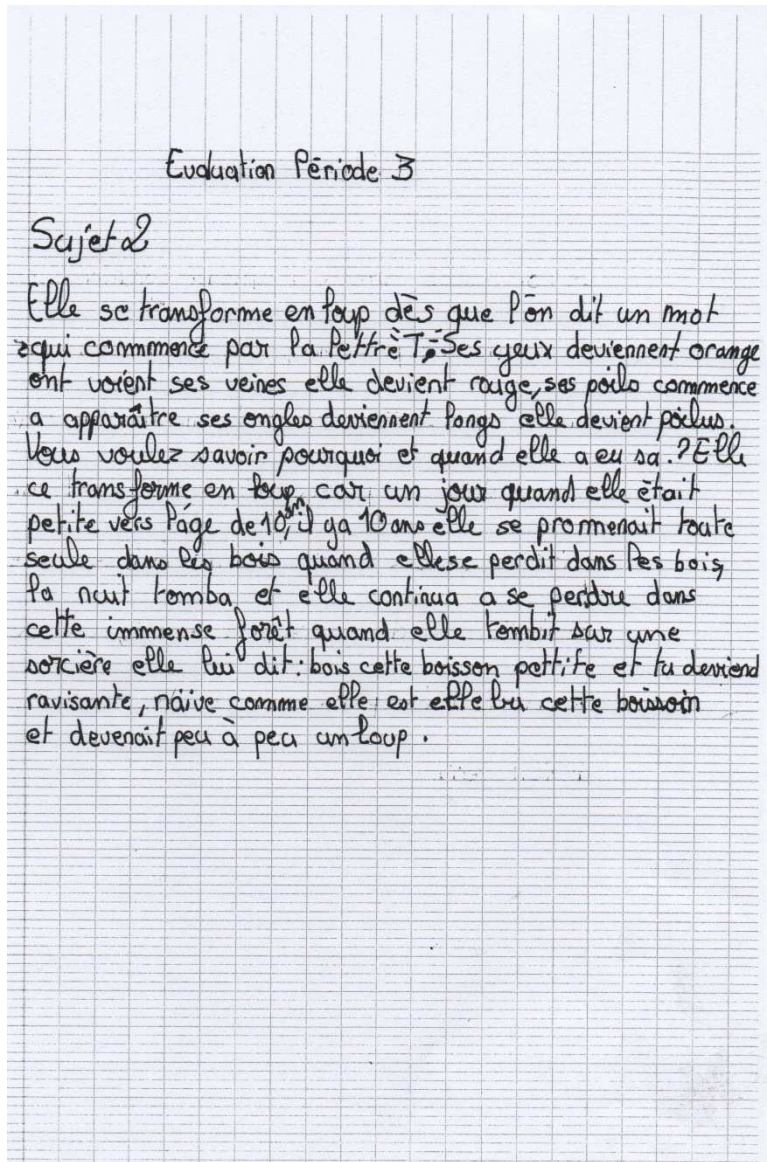 Evaluation Période 3
Sujet 2
Elle se transforme en loup dès que l'on dit un mot
qui commmence par la lettre "T". Ses yeux deviennent orange
ont voient ses veines elle devient rouge, ses poils commence
a apparaître ses ongles deviennent longs elle devient poilus.
Vous voulez savoir pourquoi et quand elle a eu sa.? Elle
ce transforme en loup car un jour quand elle était
petite vers l'âge de 10 ans, il y a 10 ans elle se promenait toute
seule dans les bois quand elle se perdit dans les bois,
la nuit tomba et elle continua a se perdre dans
cette immense forêt quand elle tombit sur une
sorcière elle lui dit : bois cette boisson pettite et tu deviend
ravisante, naïve comme elle est elle bu cette boissoin
et devenait peu à peu un loup.